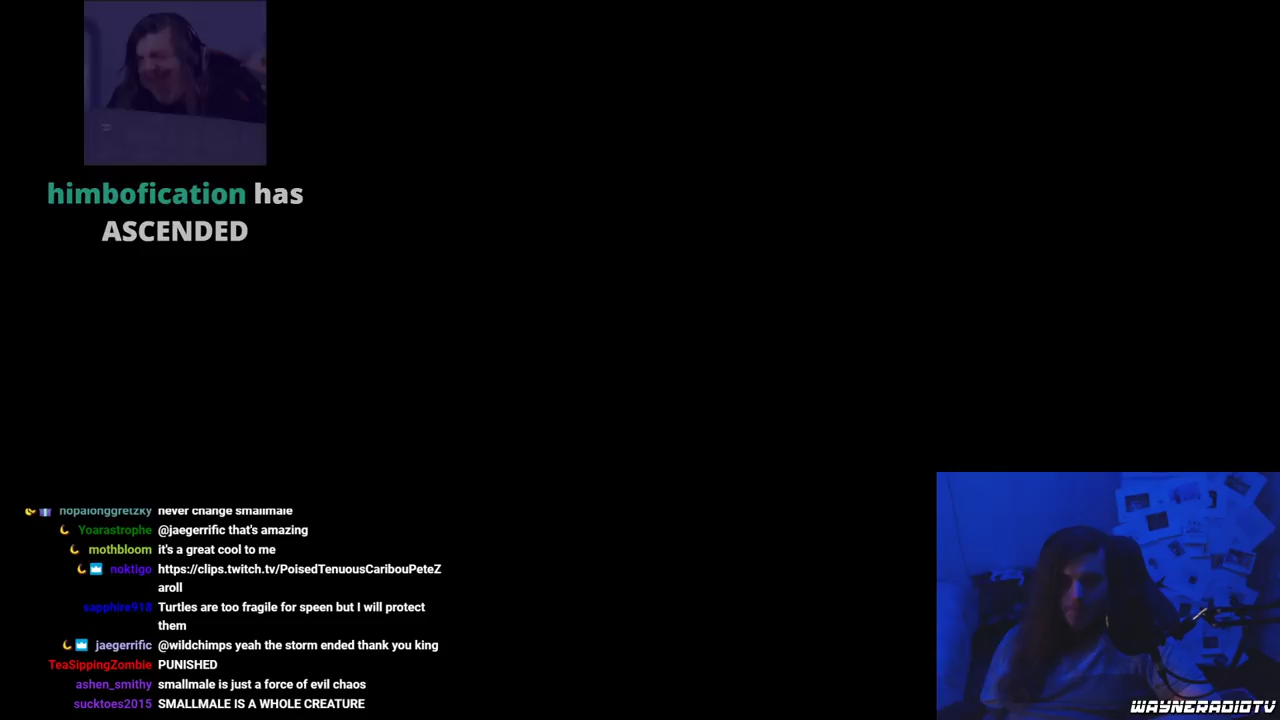 himbofication has
ASCENDED
hopalonggretzky never change smallmale
Yoarastrophe @jaegerrific that's amazing
mothbloom it's a great cool to me
noktigo https://clips.twitch.tv/PoisedTenuousCaribouPeteZ
aroll
sapphire918 Turtles are too fragile for speen but I will protect
them
jaegerrific @wildchimps yeah the storm ended thank you king
TeaSippingZombie PUNISHED
ashen_smithy smallmale is just a force of evil chaos
sucktoes2015 SMALLMALE IS A WHOLE CREATURE
WAYNERADIOTV